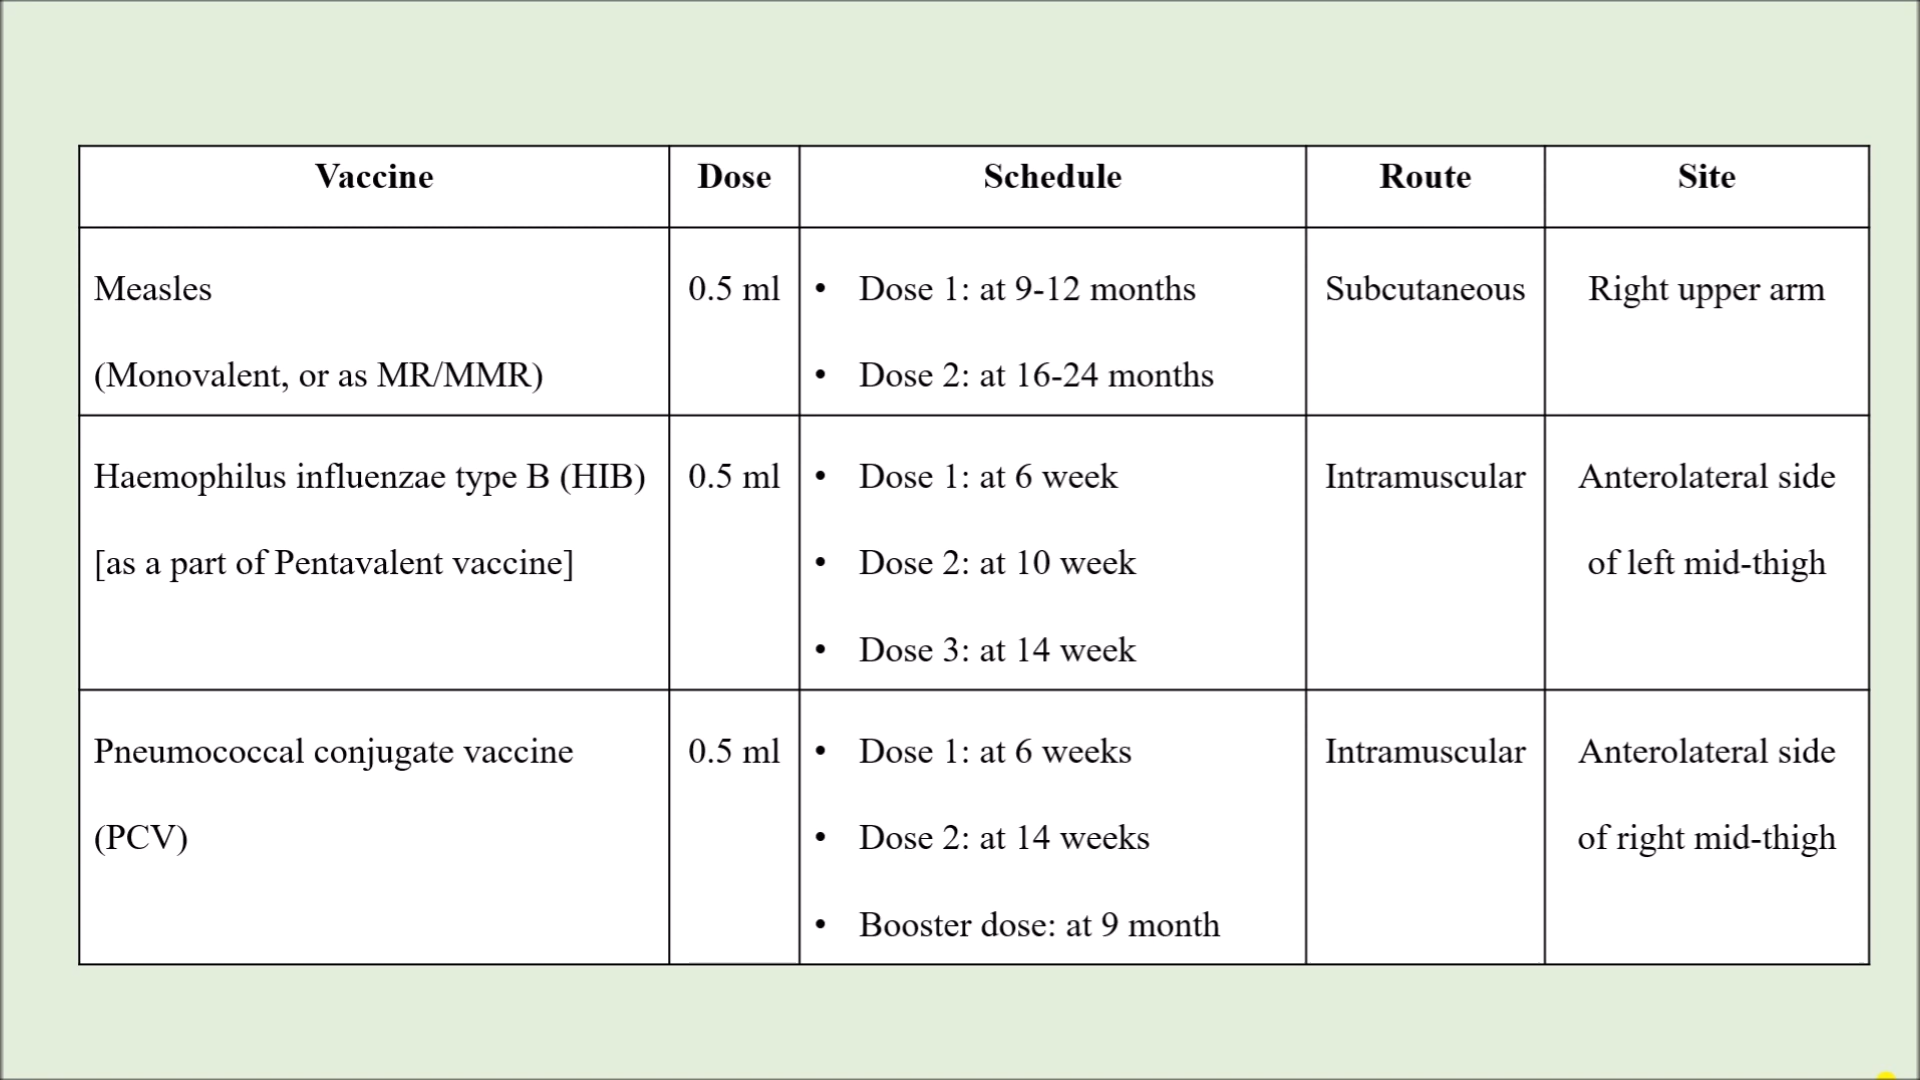 Vaccine Dose Schedule Route Site
Measles 0.5 ml • Dose 1: at 9-12 months Subcutaneous Right upper arm
(Monovalent, or as MR/MMR) • Dose 2: at 16-24 months
Haemophilus influenzae type B (HIB) 0.5 ml • Dose 1: at 6 week Intramuscular Anterolateral side
[as a part of Pentavalent vaccine] • Dose 2: at 10 week of left mid-thigh
• Dose 3: at 14 week
Pneumococcal conjugate vaccine 0.5 ml • Dose 1: at 6 weeks Intramuscular Anterolateral side
(PCV) • Dose 2: at 14 weeks of right mid-thigh
• Booster dose: at 9 month